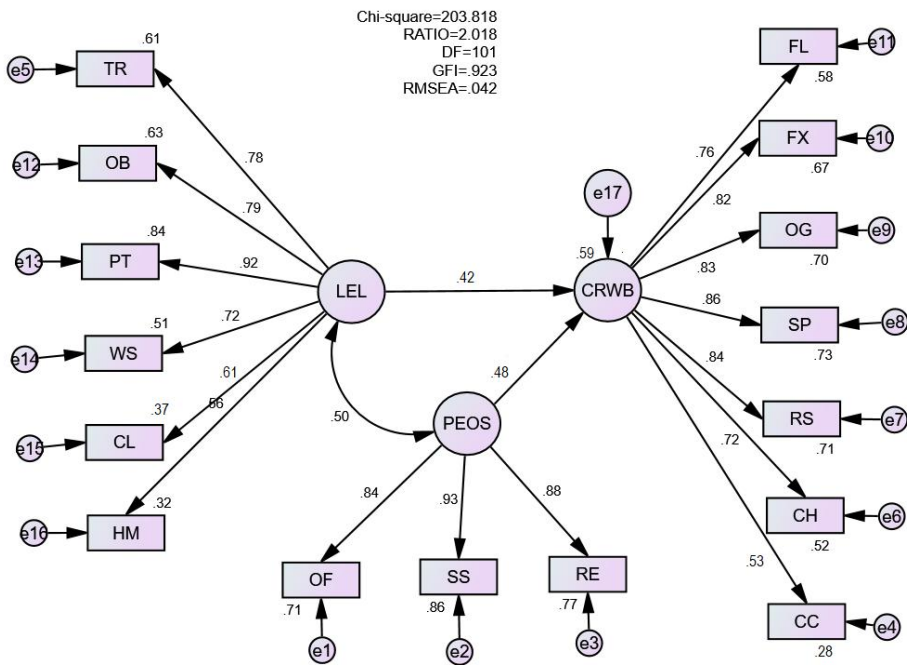 Chi-square=203.818
RATIO=2.018
DF=101
GFI=.923
RMSEA=.042
.61
e5
TR
.63
e12
OB
.84
e13
PT
.51
e14
WS
.37
e15
CL
.32
e16
HM
.78
.79
.92
.72
.61
.56
LEL
.42
.50
PEOS
.48
e17
.59
CRWB
.84
.93
.88
OF
.71
e1
SS
.86
e2
RE
.77
e3
.76
.82
.83
.86
.84
.72
.53
FL
e11
.58
FX
e10
.67
OG
e9
.70
SP
e8
.73
RS
e7
.71
CH
e6
.52
CC
e4
.28